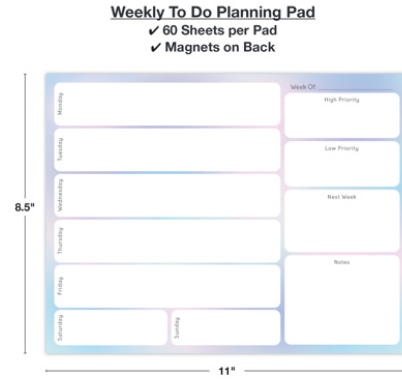 Weekly To Do Planning Pad
✓ 60 Sheets per Pad
✓ Magnets on Back
Week Of:
Monday
High Priority
Tuesday
Low Priority
Wednesday
Next Week
8.5"
Thursday
Notes
Friday
Saturday
Sunday
11"